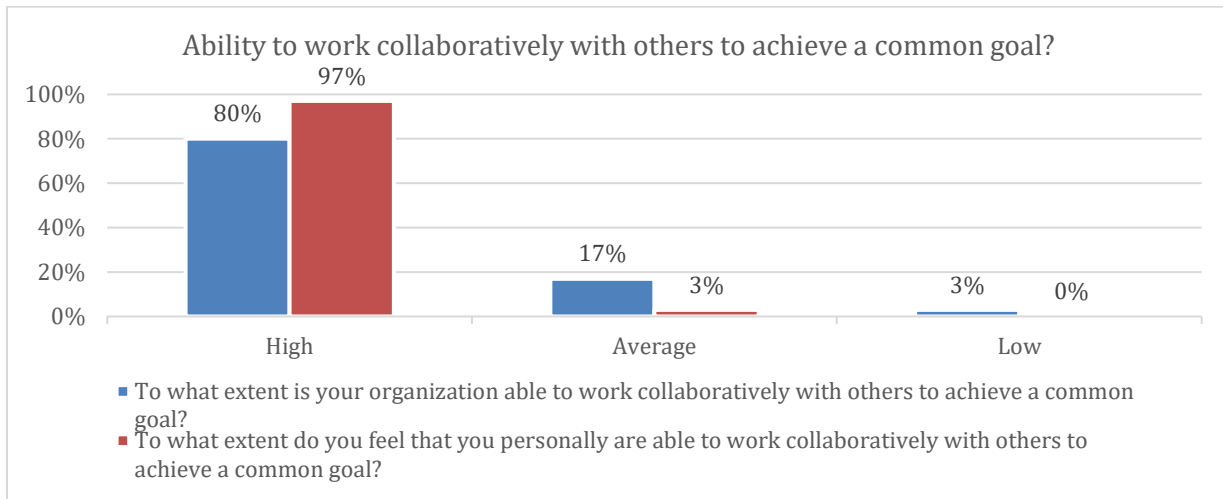 Ability to work collaboratively with others to achieve a common goal?
97%
100%
80%
80%
60%
40%
17%
20%
3%
3%
0%
0%
High Average Low
To what extent is your organization able to work collaboratively with others to achieve a common
goal?
To what extent do you feel that you personally are able to work collaboratively with others to
achieve a common goal?